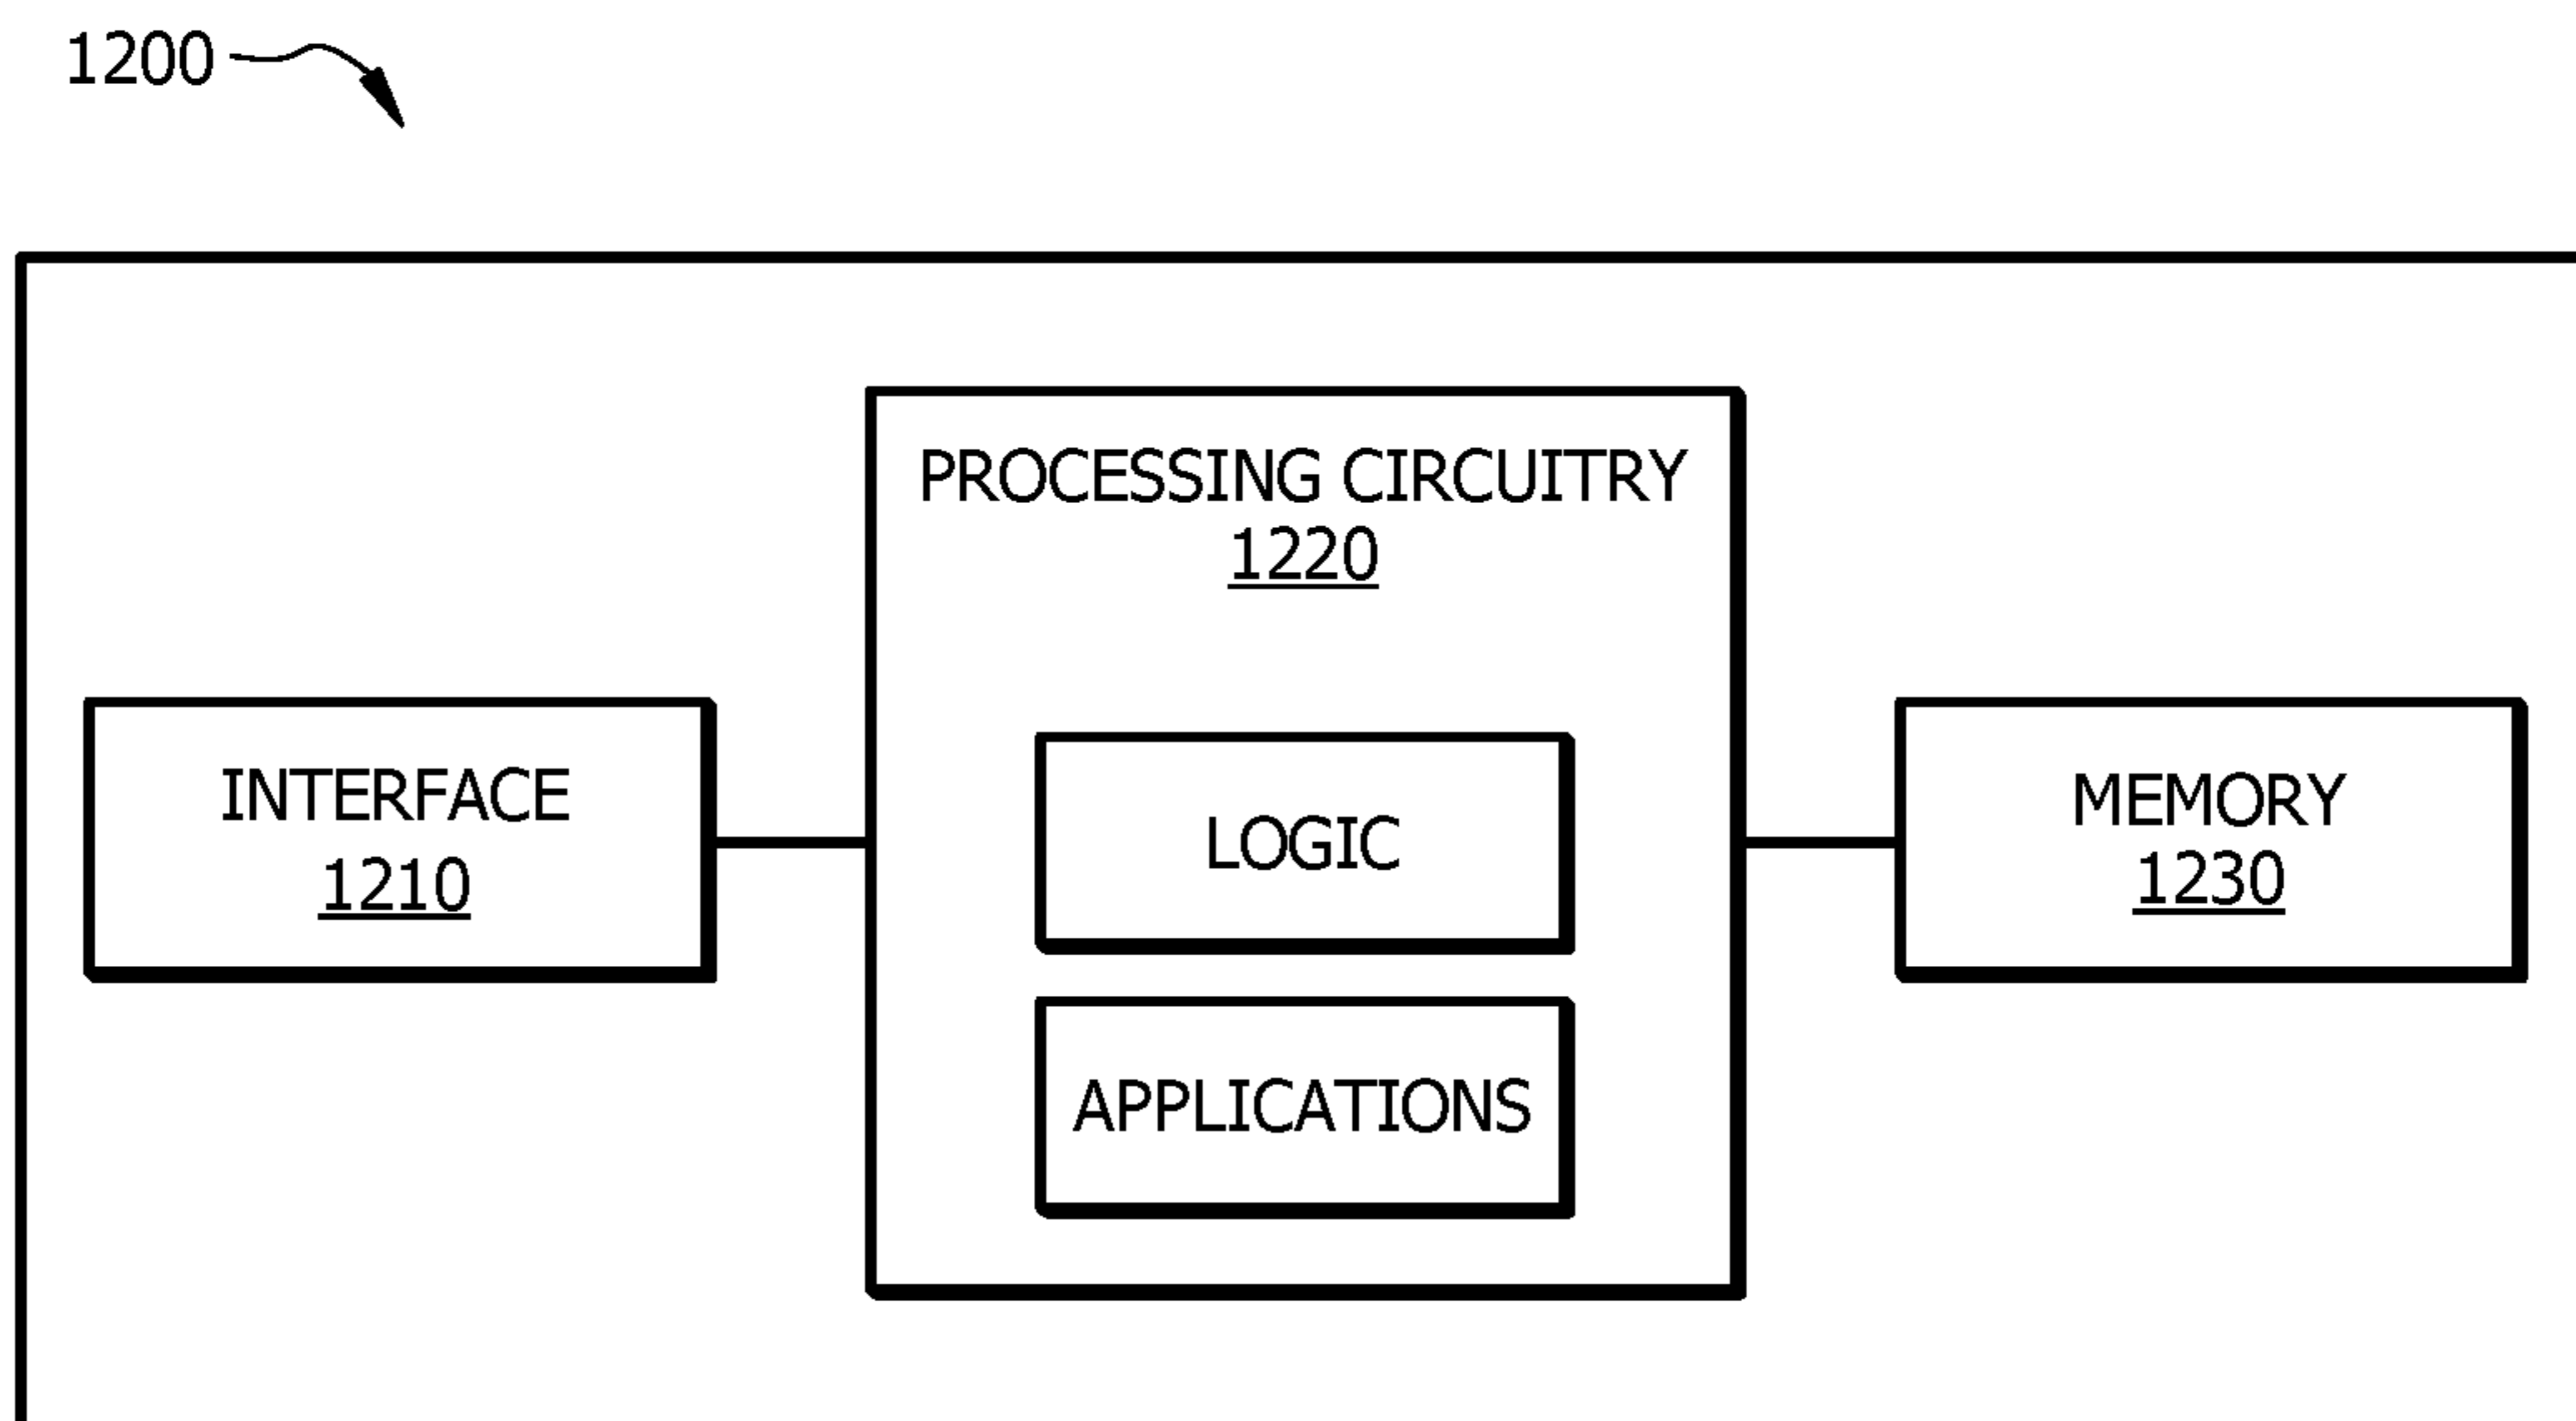 1200
PROCESSING CIRCUITRY
1220
INTERFACE
1210
LOGIC
APPLICATIONS
MEMORY
1230